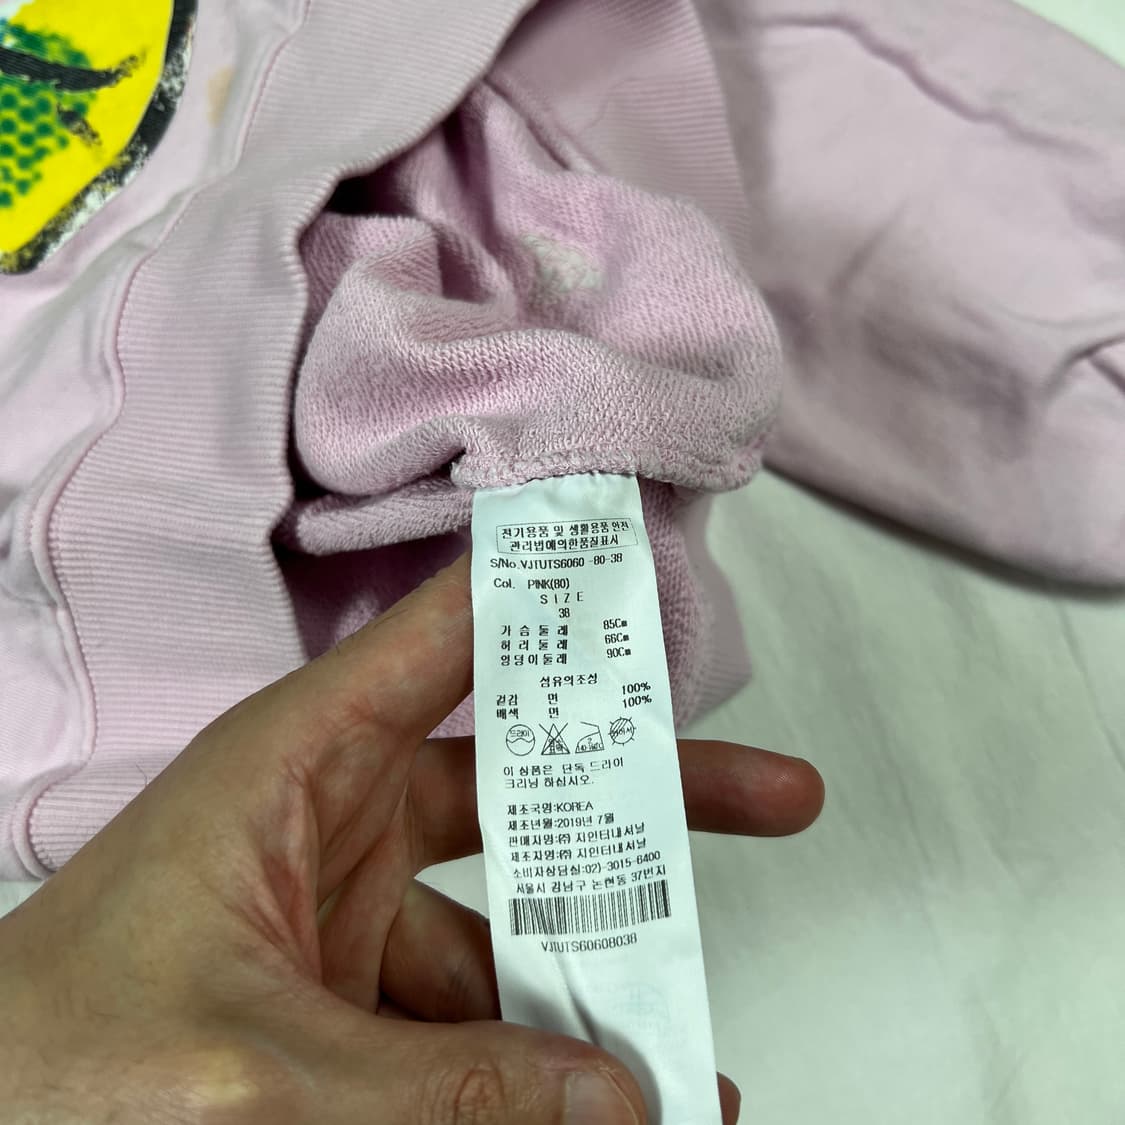 전기용품 및 생활용품 안전
관리법에의한품질표시
S/No.VJTUTS6060 -80-38
Col. PINK(80)
SIZE
38
가슴둘레 85Cm
허리둘레 66Cm
엉덩이둘레 90Cm
섬유의조성
겉감 면 100%
배색 면 100%
드라이
이 상품은 단독 드라이
크리닝 하십시오.
제조국명:KOREA
제조년월:2019년 7월
판매자명:㈜ 지인터내셔날
제조자명:㈜ 지인터내셔날
소비자상담실:02)-3015-6400
서울시 강남구 논현동 37번지
VJTUTS60608038